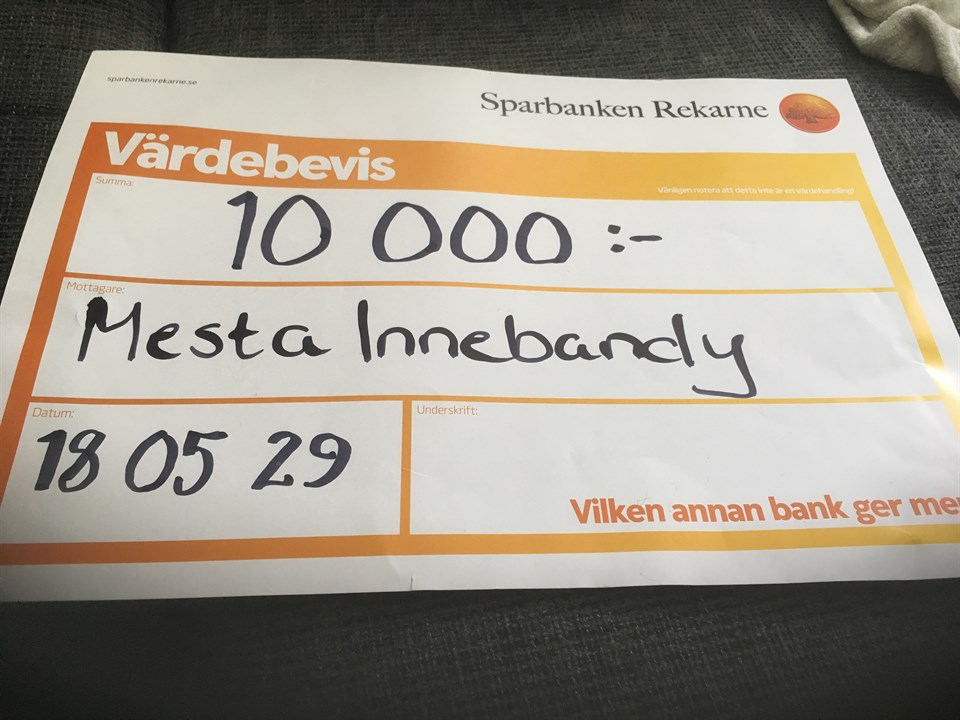 sparbankenrekarne.se
Sparbanken Rekarne
Värdebevis
Vänligen notera att detta inte är en värdehandling!
Summa:
10 000 :-
Mottagare:
Mesta Innebandy
Datum:
18 05 29
Underskrift:
Vilken annan bank ger